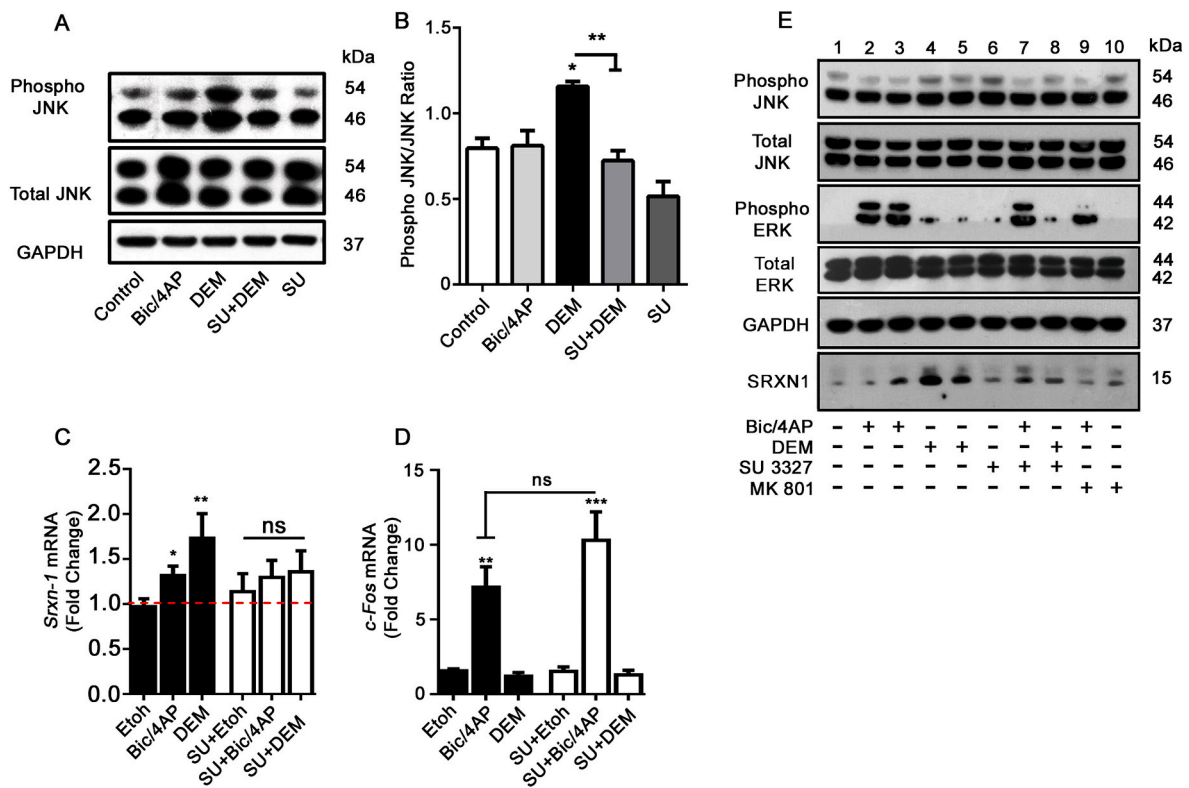 A
kDa
Phospho
JNK
54
46
Total JNK
54
46
GAPDH
37
Control
Bic/4AP
DEM
SU+DEM
SU
B
Phospho JNK/JNK Ratio
1.5
1.0
0.5
0
**
*
Control
Bic/4AP
DEM
SU+DEM
SU
E
1 2 3 4 5 6 7 8 9 10 kDa
Phospho
JNK
54
46
Total
JNK
54
46
Phospho
ERK
44
42
Total
ERK
44
42
GAPDH
37
SRXN1
15
Bic/4AP - + + - - - + - + -
DEM - - - + + - - + - -
SU 3327 - - - - - + + + - -
MK 801 - - - - - - - - + +
C
Srxn-1 mRNA
(Fold Change)
2.5
2.0
1.5
1.0
0.5
0.0
*
**
ns
Etoh
Bic/4AP
DEM
SU+Etoh
SU+Bic/4AP
SU+DEM
D
c-Fos mRNA
(Fold Change)
15
10
5
0
ns
**
***
Etoh
Bic/4AP
DEM
SU+Etoh
SU+Bic/4AP
SU+DEM